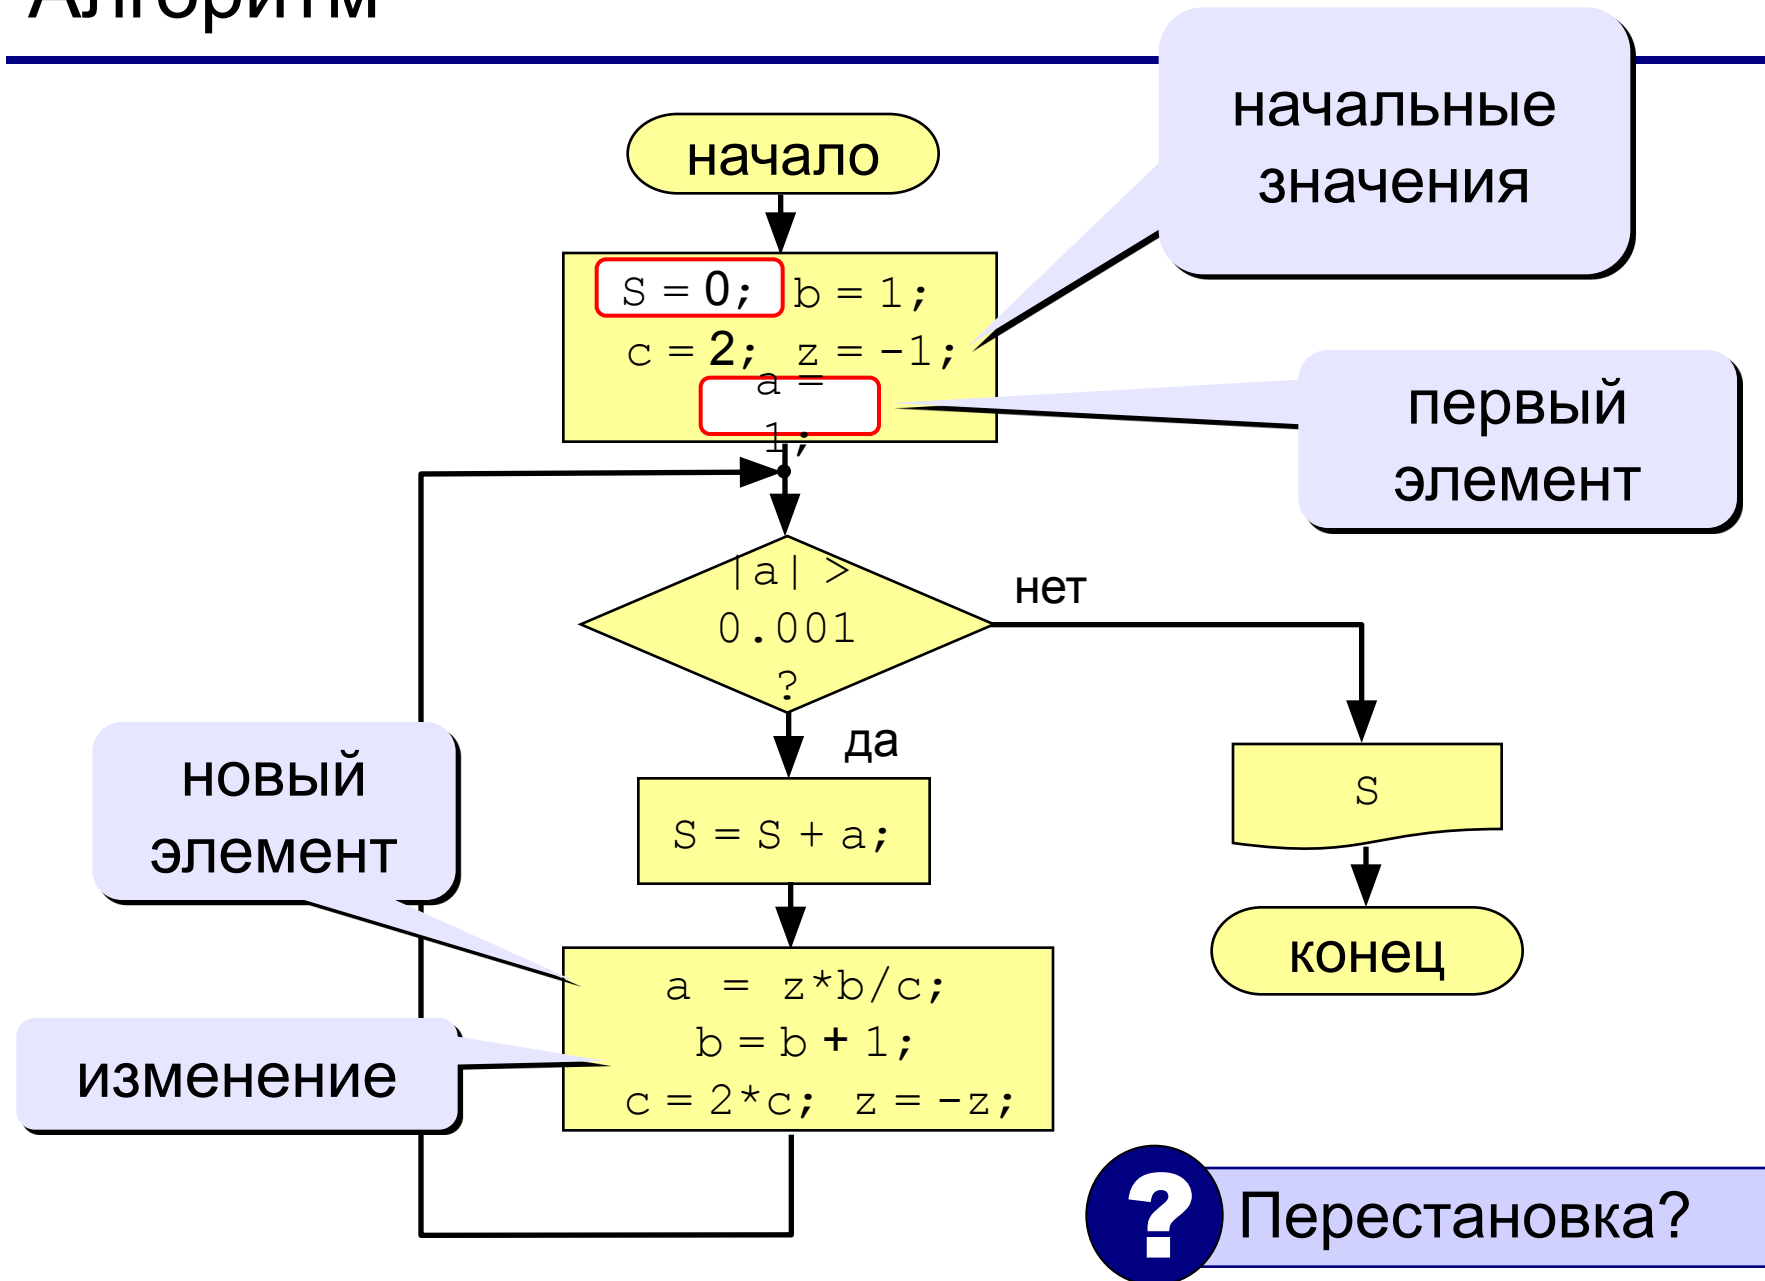 Алгоритм
начальные
значения
начало
S = 0; b = 1;
c = 2; z = -1;
a =
1;
первый
элемент
|a| >
0.001
?
нет
да
новый
элемент
S = S + a;
S
конец
a = z*b/c;
b = b + 1;
c = 2*c; z = -z;
изменение
? Перестановка?